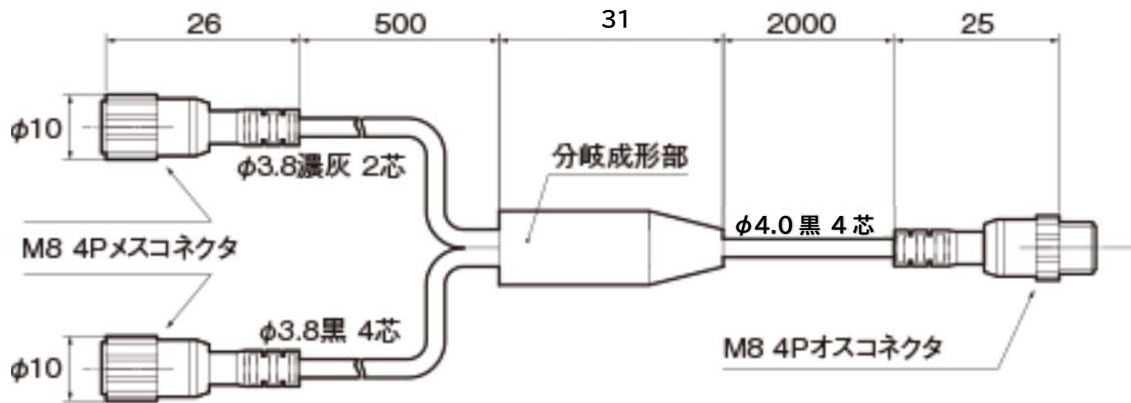 26
500
31
2000
25
φ10
φ3.8濃灰 2芯
分岐成形部
φ4.0 黒 4 芯
M8 4Pメスコネクタ
φ3.8黒 4芯
φ10
M8 4Pオスコネクタ